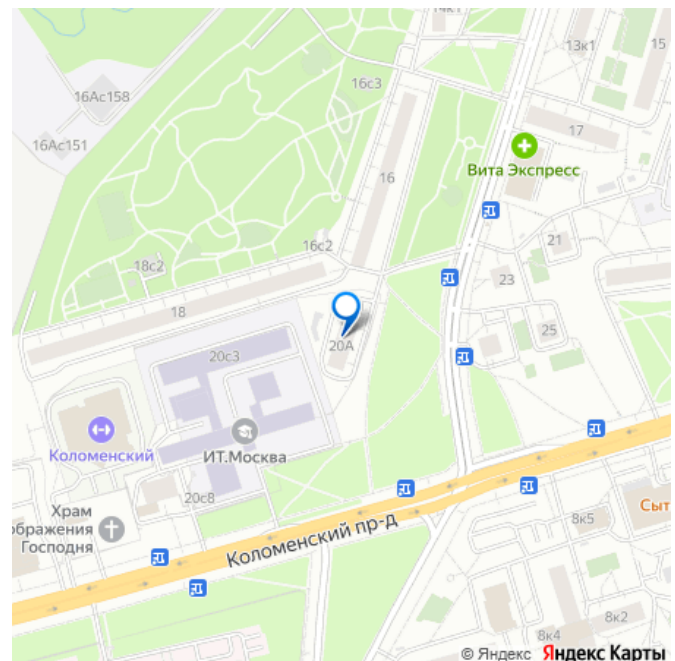 14к1
13к1
15
16с3
16Ас158
17
16Ас151
Вита Экспресс
16
16с2
21
18с2
23
18
25
20А
20с3
Коломенский
ИТ.Москва
20с8
Храм
ображения
Господня
Сыт
8к5
Коломенский пр-д
8к2
8к4
© Яндекс Яндекс Карты